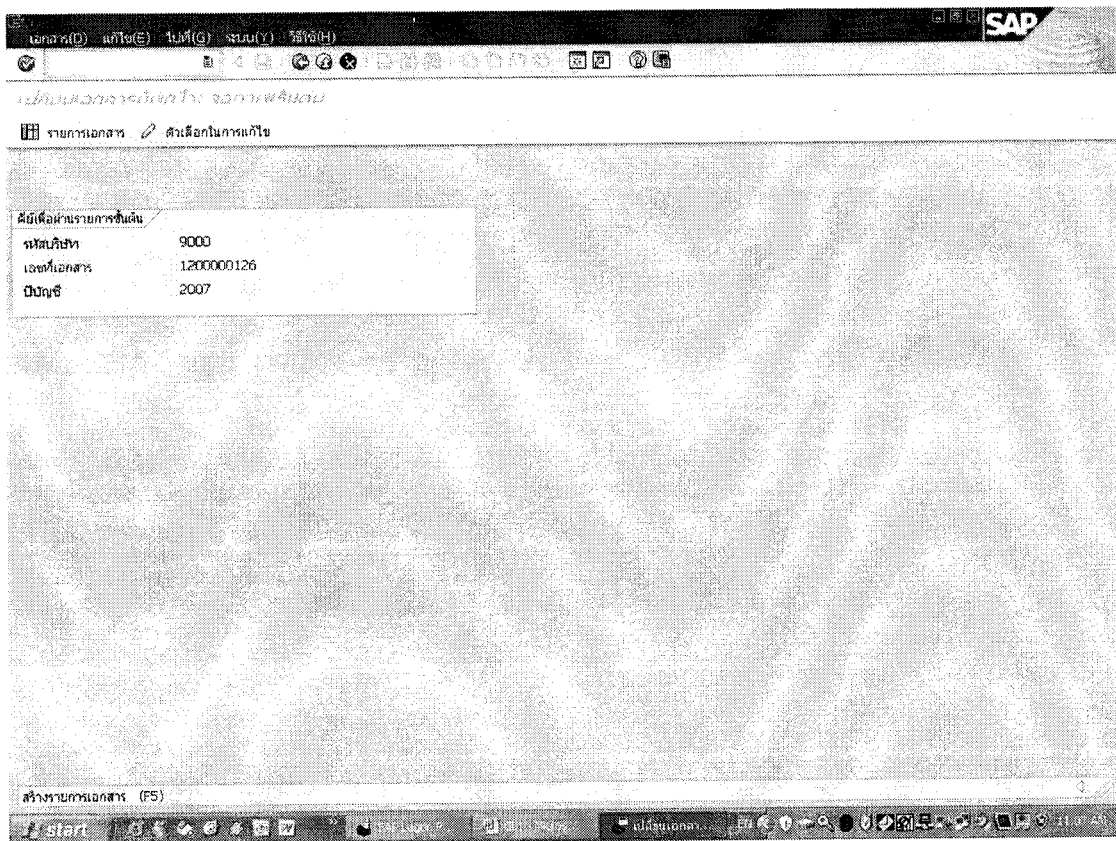 เอกสาร(D) แก้ไข(E) ไปที่(G) ระบบ(Y) วิธีใช้(H)
SAP
รายการเอกสาร ตัวเลือกในการแก้ไข
คีย์เพื่อผ่านรายการขั้นต้น
รหัสบริษัท 9000
เลขที่เอกสาร 1200000126
ปีบัญชี 2007
สร้างรายการเอกสาร (F5)
start
EN